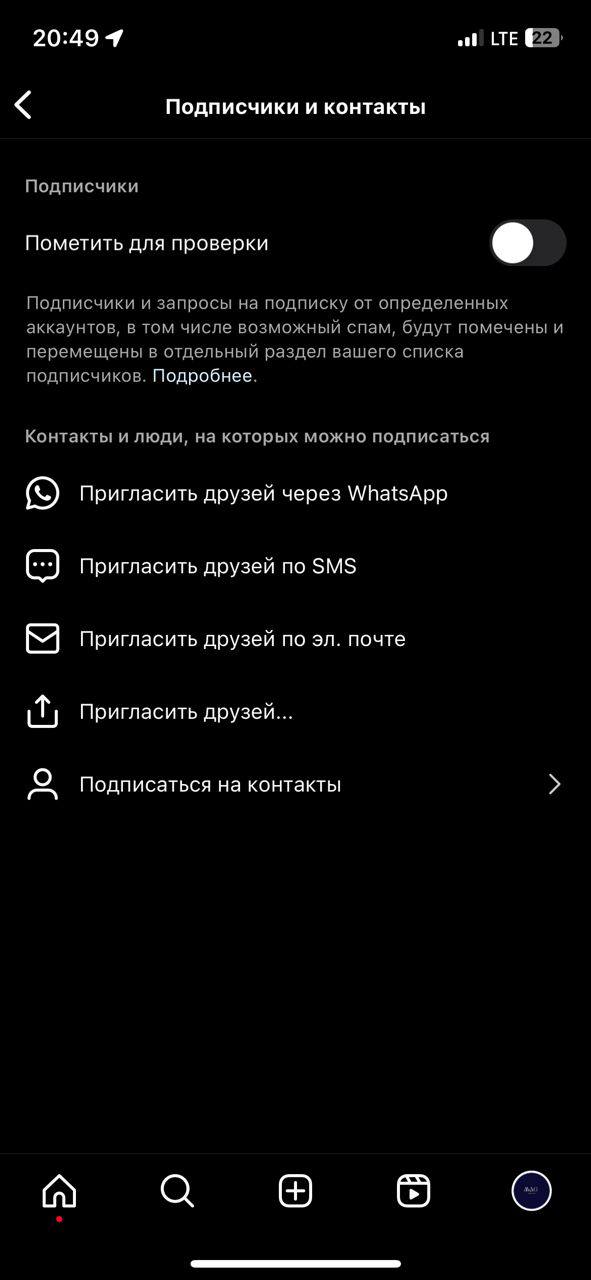 20:49 LTE 22
Подписчики и контакты
Подписчики
Пометить для проверки
Подписчики и запросы на подписку от определенных
аккаунтов, в том числе возможный спам, будут помечены и
перемещены в отдельный раздел вашего списка
подписчиков. Подробнее.
Контакты и люди, на которых можно подписаться
Пригласить друзей через WhatsApp
Пригласить друзей по SMS
Пригласить друзей по эл. почте
Пригласить друзей...
Подписаться на контакты